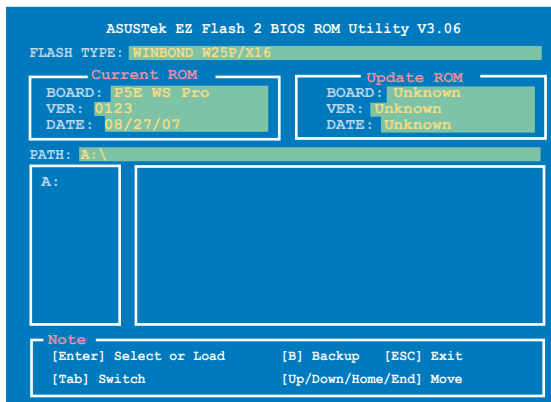 ASUSTek EZ Flash 2 BIOS ROM Utility V3.06
FLASH TYPE: WINBOND W25P/X16
Current ROM
BOARD: P5E WS Pro
VER: 0123
DATE: 08/27/07
Update ROM
BOARD: Unknown
VER: Unknown
DATE: Unknown
PATH: A:\
A:
Note
[Enter] Select or Load [B] Backup [ESC] Exit
[Tab] Switch [Up/Down/Home/End] Move